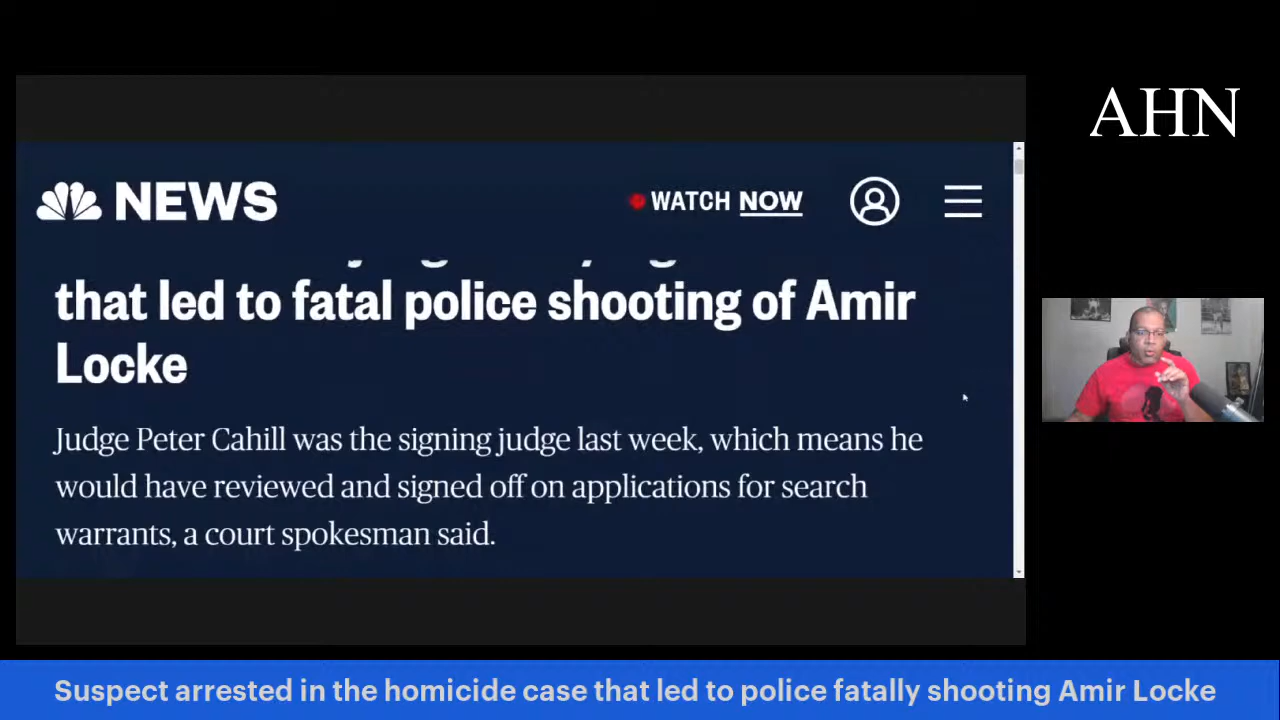 AHN
NEWS
WATCH NOW
that led to fatal police shooting of Amir
Locke
Judge Peter Cahill was the signing judge last week, which means he
would have reviewed and signed off on applications for search
warrants, a court spokesman said.
Suspect arrested in the homicide case that led to police fatally shooting Amir Locke